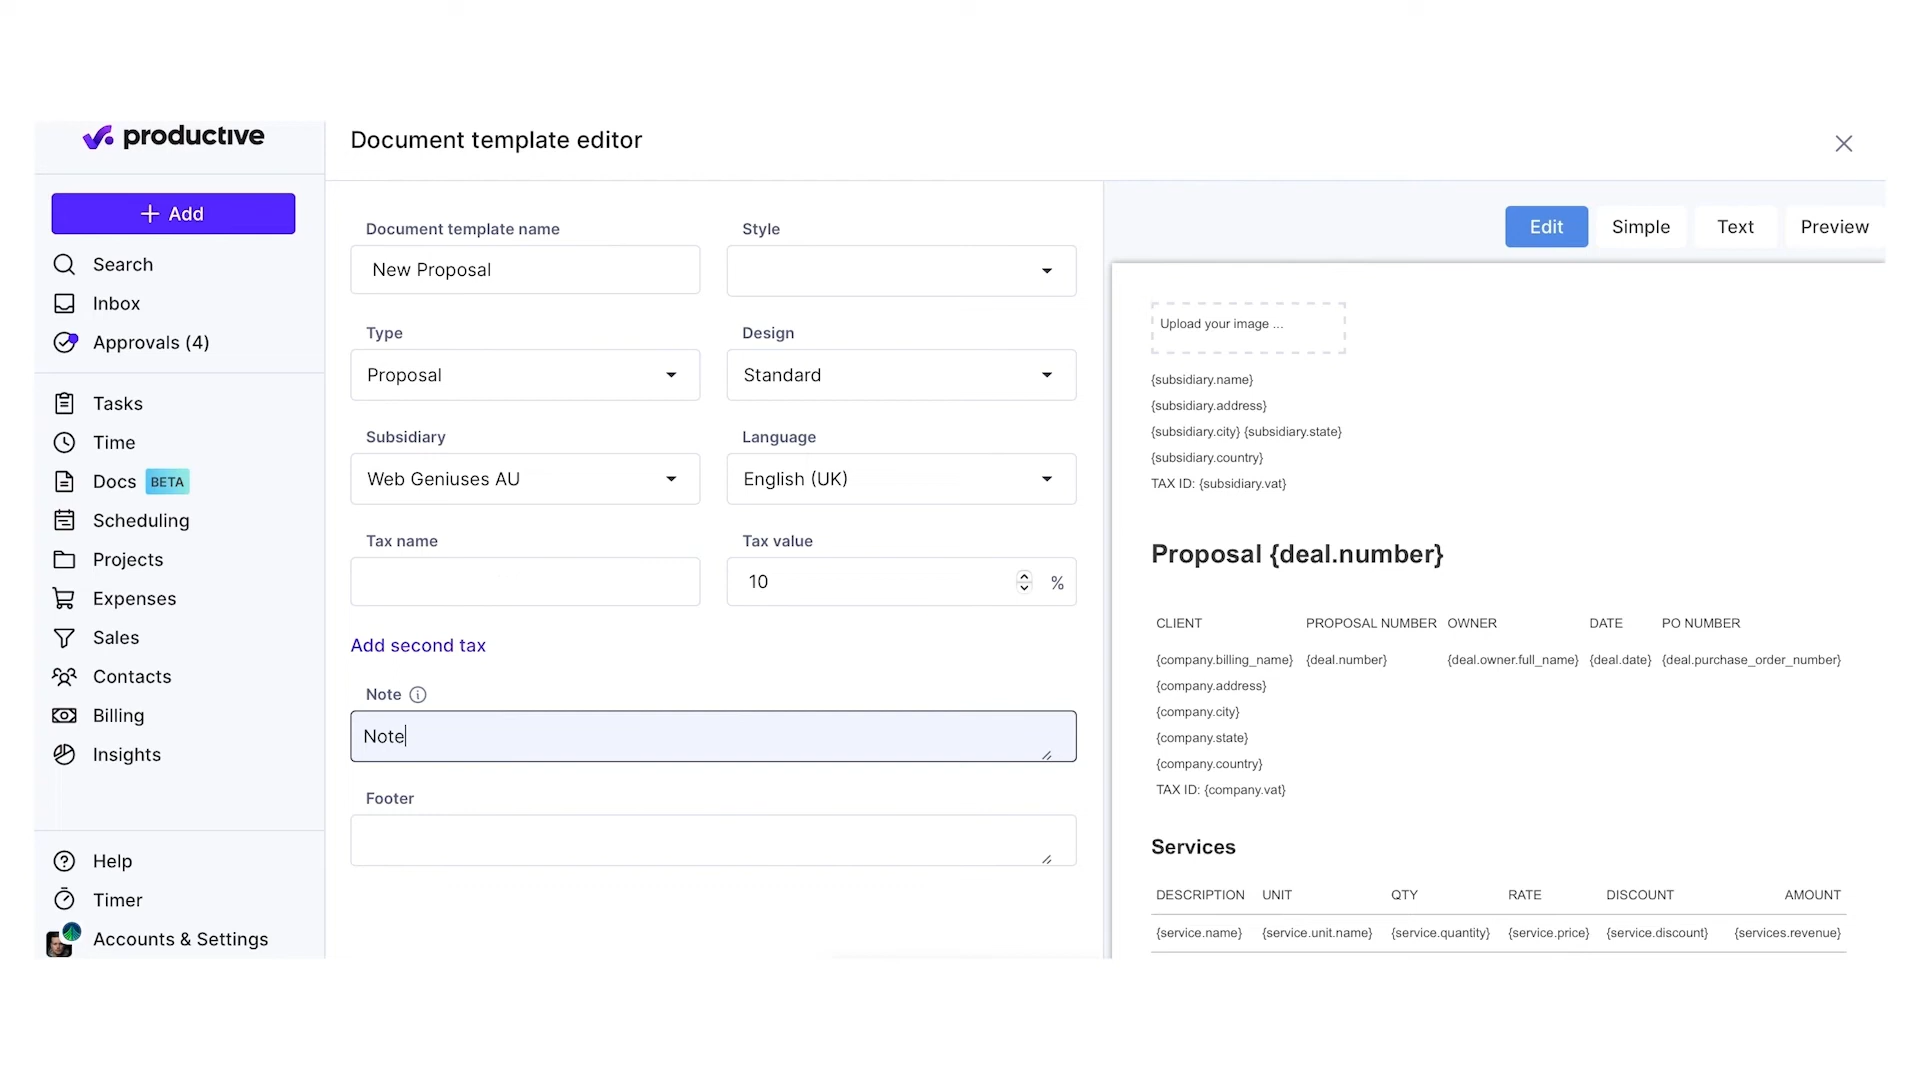 productive
Document template editor
+ Add
Search
Inbox
Approvals (4)
Tasks
Time
Docs BETA
Scheduling
Projects
Expenses
Sales
Contacts
Billing
Insights
Help
Timer
Accounts & Settings
Document template name
New Proposal
Style
Type
Proposal
Design
Standard
Subsidiary
Web Geniuses AU
Language
English (UK)
Tax name
Tax value
10 %
Add second tax
Note
Note
Footer
Edit Simple Text Preview
Upload your image ...
{subsidiary.name}
{subsidiary.address}
{subsidiary.city} {subsidiary.state}
{subsidiary.country}
TAX ID: {subsidiary.vat}
Proposal {deal.number}
CLIENT PROPOSAL NUMBER OWNER DATE PO NUMBER
{company.billing_name} {deal.number} {deal.owner.full_name} {deal.date} {deal.purchase_order_number}
{company.address}
{company.city}
{company.state}
{company.country}
TAX ID: {company.vat}
Services
DESCRIPTION UNIT QTY RATE DISCOUNT AMOUNT
{service.name} {service.unit.name} {service.quantity} {service.price} {service.discount} {services.revenue}